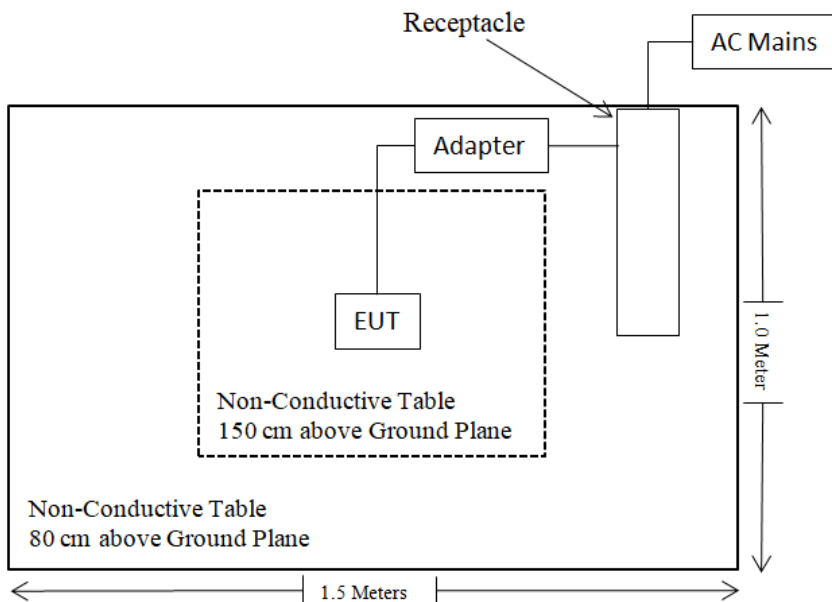 Receptacle
AC Mains
Adapter
EUT
Non-Conductive Table
150 cm above Ground Plane
1.0 Meter
Non-Conductive Table
80 cm above Ground Plane
1.5 Meters